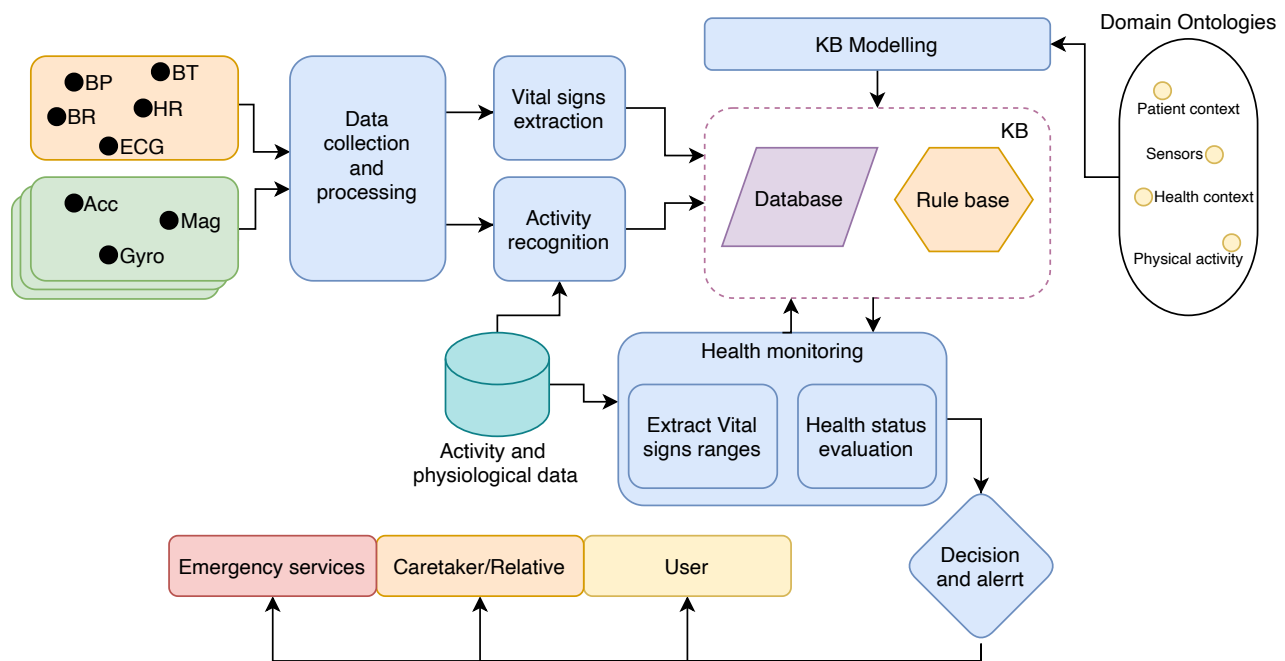 Domain Ontologies
KB Modelling
BP
BT
BR
HR
ECG
Data
collection
and
processing
Vital signs
extraction
KB
Patient context
Sensors
Health context
Physical activity
Acc
Mag
Gyro
Activity
recognition
Database
Rule base
Activity and
physiological data
Health monitoring
Extract Vital
signs ranges
Health status
evaluation
Emergency services
Caretaker/Relative
User
Decision
and alerrt